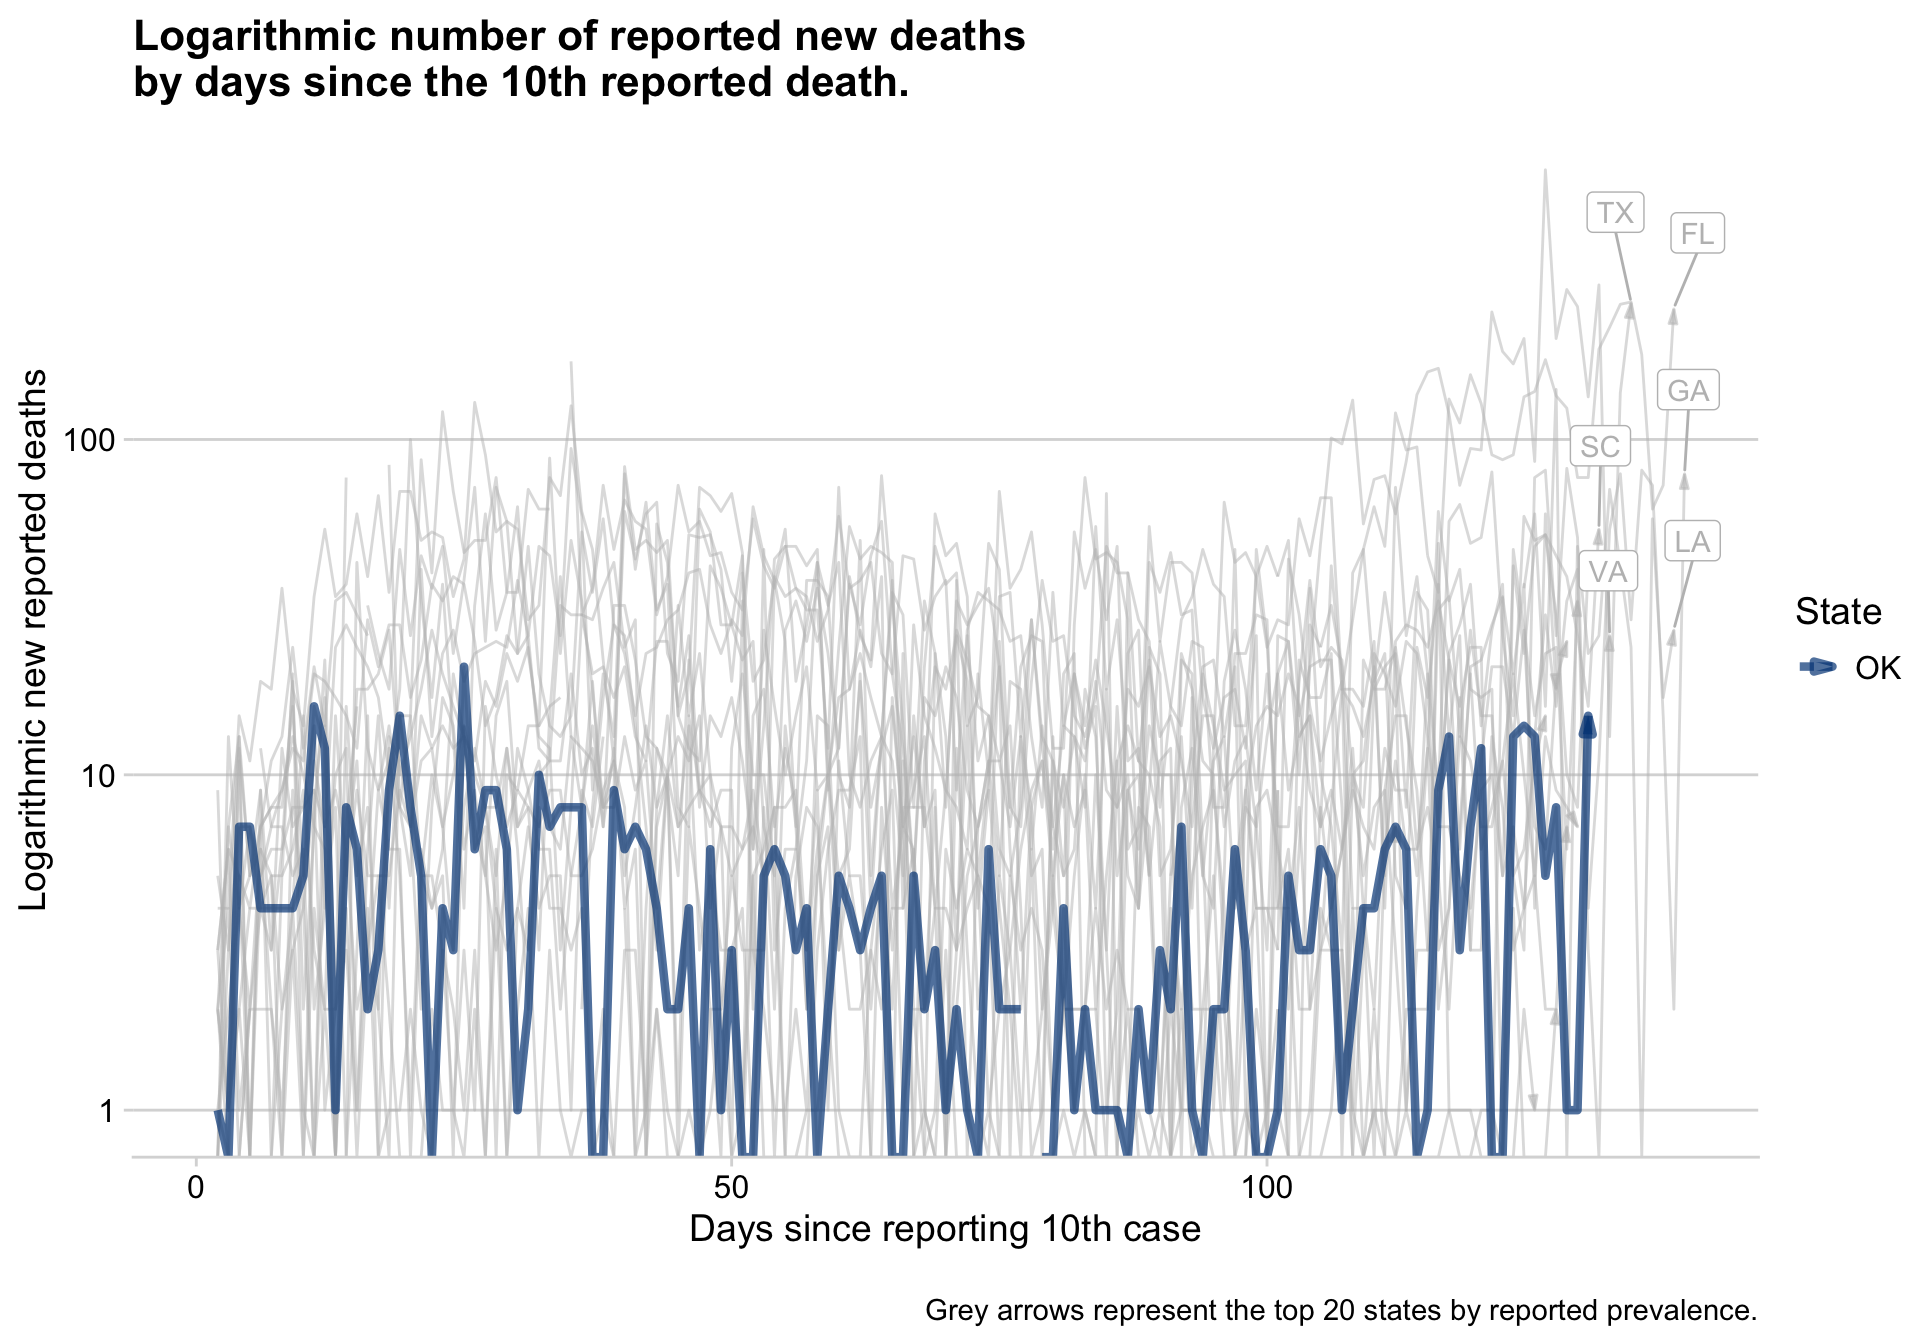 Logarithmic number of reported new deaths
by days since the 10th reported death.
TX
FL
GA
SC
LA
VA
Logarithmic new reported deaths
100
10
1
0
50
100
Days since reporting 10th case
State
OK
Grey arrows represent the top 20 states by reported prevalence.